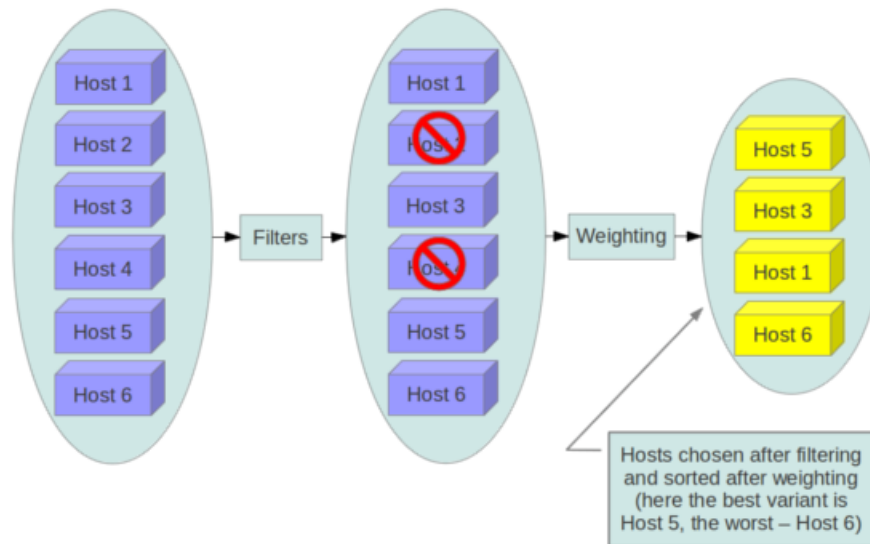 Host 1
Host 2
Host 3
Host 4
Host 5
Host 6
Filters
Host 1
Host 3
Host 5
Host 6
Weighting
Host 5
Host 3
Host 1
Host 6
Hosts chosen after filtering
and sorted after weighting
(here the best variant is
Host 5, the worst – Host 6)